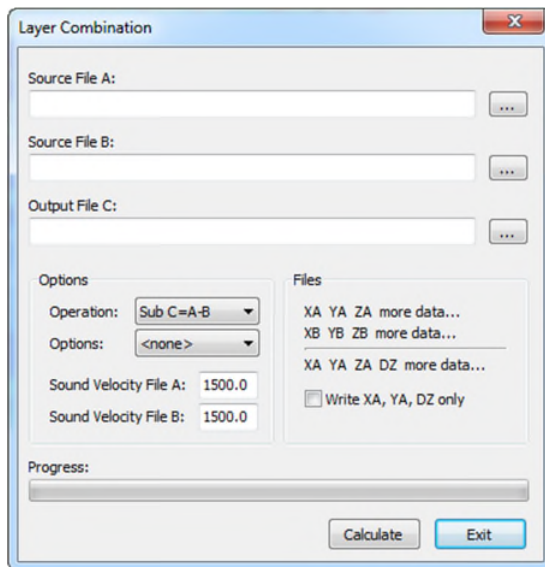 Layer Combination
Source File A:
...
Source File B:
...
Output File C:
...
Options
Operation: Sub C=A-B
Options: <none>
Sound Velocity File A: 1500.0
Sound Velocity File B: 1500.0
Files
XA YA ZA more data...
XB YB ZB more data...
XA YA ZA DZ more data...
Write XA, YA, DZ only
Progress:
Calculate Exit